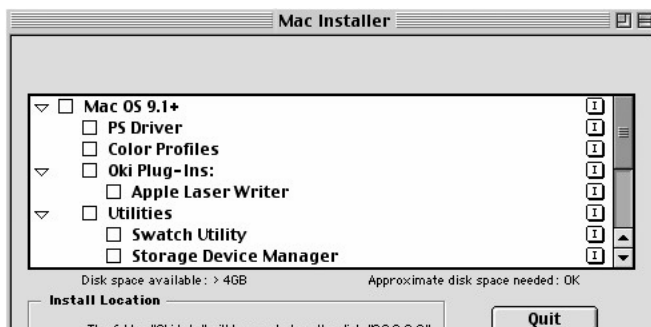 Mac Installer
Mac OS 9.1+
PS Driver
Color Profiles
Oki Plug-Ins:
Apple Laser Writer
Utilities
Swatch Utility
Storage Device Manager
Disk space available: > 4GB Approximate disk space needed: 0K
Install Location
Quit